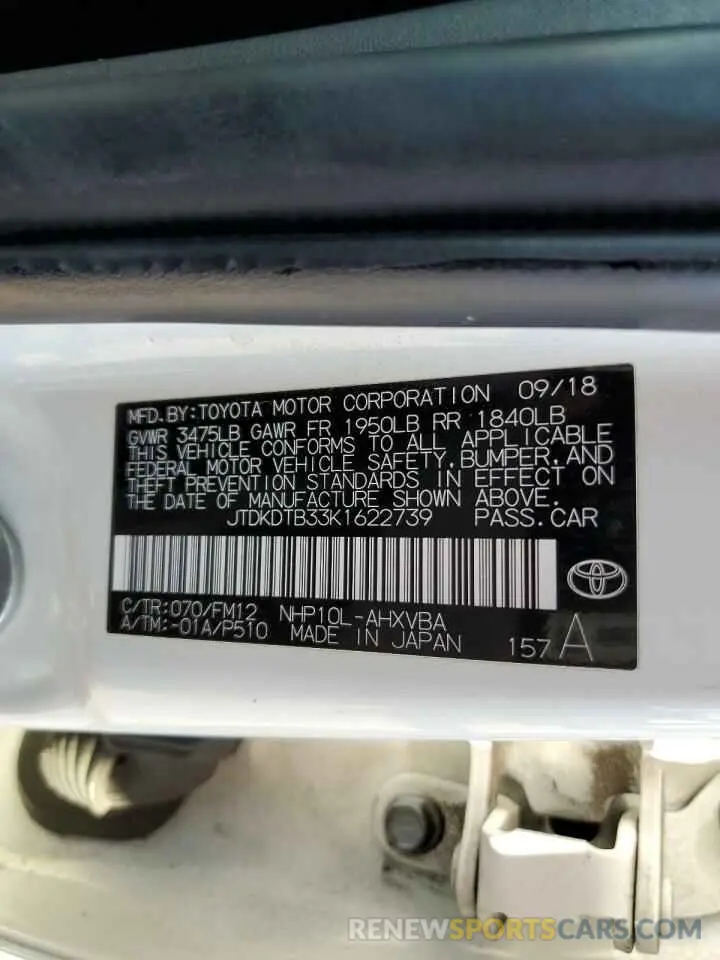 MFD. BY: TOYOTA MOTOR CORPORATION 09/18
GVWR 3475LB GAWR FR 1950LB RR 1840LB
THIS VEHICLE CONFORMS TO ALL APPLICABLE
FEDERAL MOTOR VEHICLE SAFETY, BUMPER, AND
THEFT PREVENTION STANDARDS IN EFFECT ON
THE DATE OF MANUFACTURE SHOWN ABOVE.
JTDKDTB33K1622739 PASS. CAR
C/TR: 070/FM12 NHP10L-AHXVBA
A/TM: -01A/P510 MADE IN JAPAN 157 A
RENEWSPORTSCARS.COM